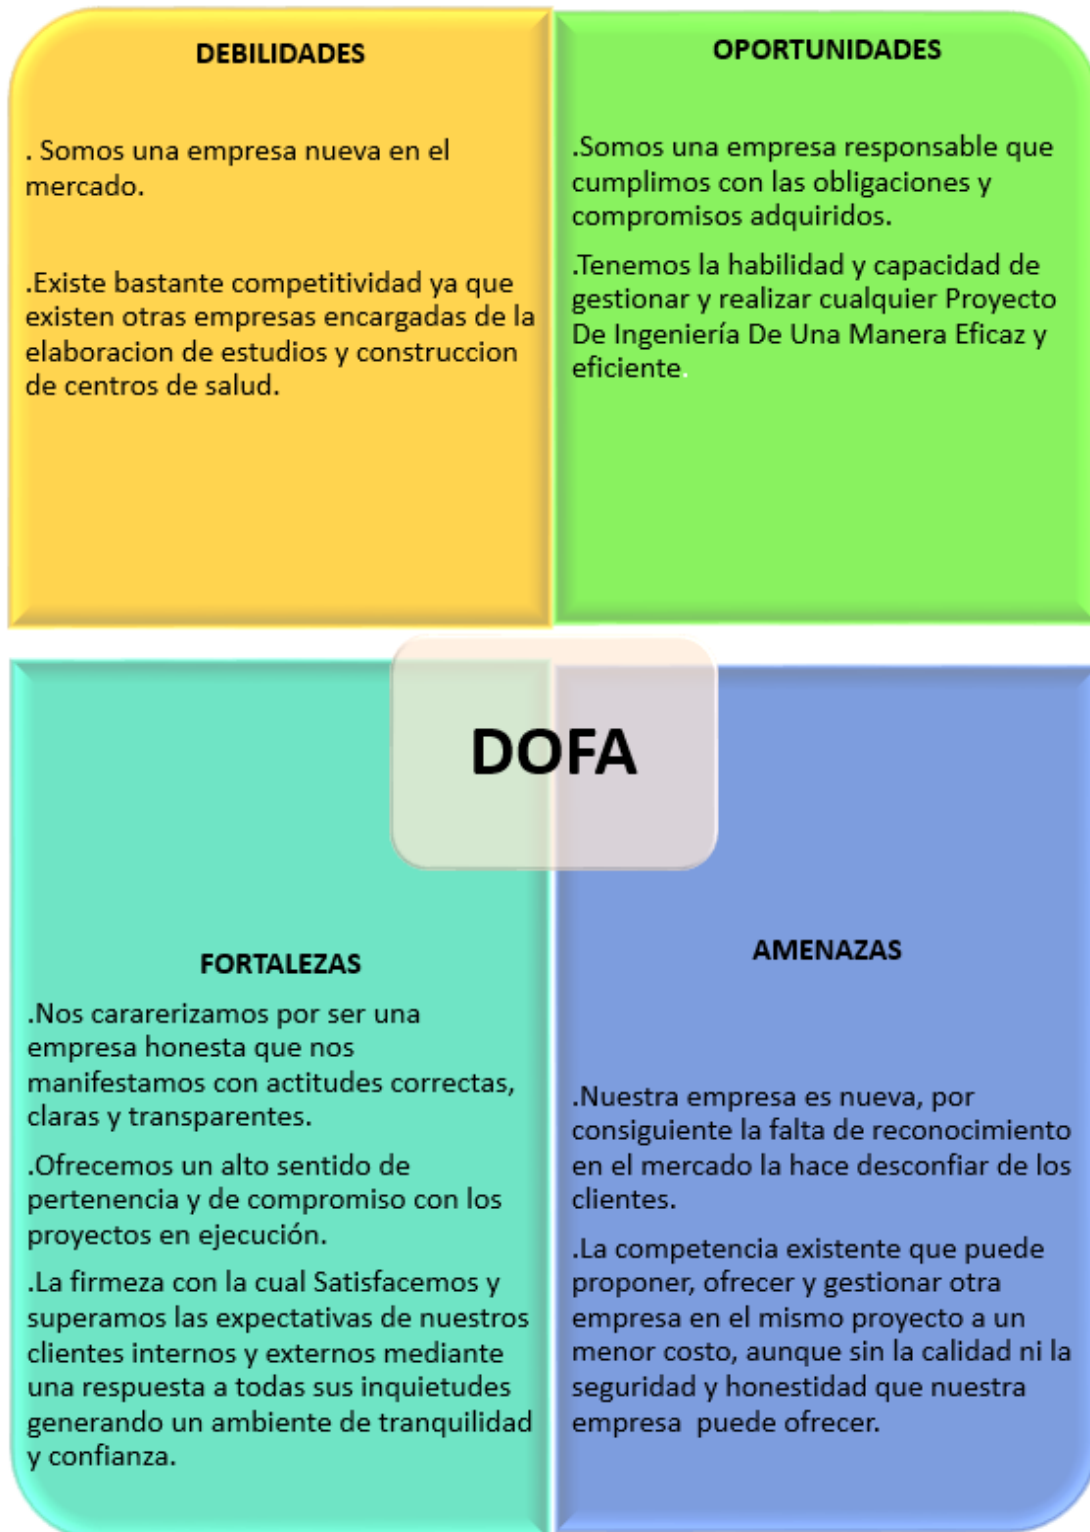 DEBILIDADES
. Somos una empresa nueva en el
mercado.
.Existe bastante competitividad ya que
existen otras empresas encargadas de la
elaboracion de estudios y construccion
de centros de salud.
OPORTUNIDADES
.Somos una empresa responsable que
cumplimos con las obligaciones y
compromisos adquiridos.
.Tenemos la habilidad y capacidad de
gestionar y realizar cualquier Proyecto
De Ingeniería De Una Manera Eficaz y
eficiente.
DOFA
FORTALEZAS
.Nos cararerizamos por ser una
empresa honesta que nos
manifestamos con actitudes correctas,
claras y transparentes.
.Ofrecemos un alto sentido de
pertenencia y de compromiso con los
proyectos en ejecución.
.La firmeza con la cual Satisfacemos y
superamos las expectativas de nuestros
clientes internos y externos mediante
una respuesta a todas sus inquietudes
generando un ambiente de tranquilidad
y confianza.
AMENAZAS
.Nuestra empresa es nueva, por
consiguiente la falta de reconocimiento
en el mercado la hace desconfiar de los
clientes.
.La competencia existente que puede
proponer, ofrecer y gestionar otra
empresa en el mismo proyecto a un
menor costo, aunque sin la calidad ni la
seguridad y honestidad que nuestra
empresa  puede ofrecer.